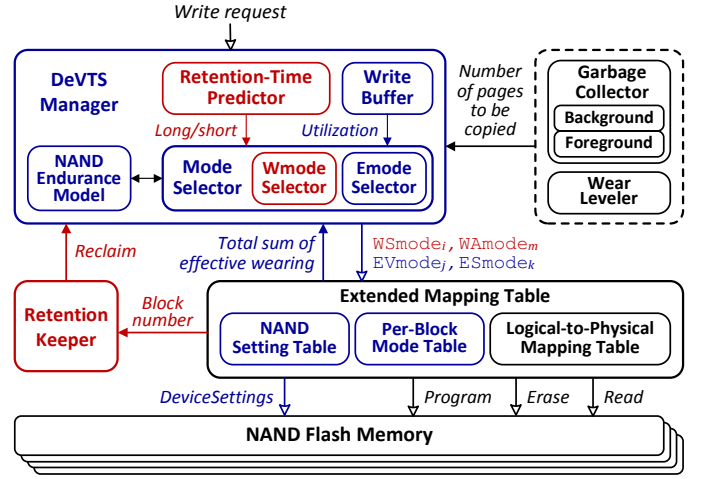 Write request
DeVTS
Manager
Retention-Time
Predictor
Write
Buffer
Number
of pages
to be
copied
Garbage
Collector
Background
Foreground
Wear
Leveler
Long/short
Utilization
NAND
Endurance
Model
Mode
Selector
Wmode
Selector
Emode
Selector
Reclaim
Total sum of
effective wearing
WSmodei, WAmodem
EVmodej, ESmodek
Retention
Keeper
Block
number
Extended Mapping Table
NAND
Setting Table
Per-Block
Mode Table
Logical-to-Physical
Mapping Table
DeviceSettings
Program
Erase
Read
NAND Flash Memory